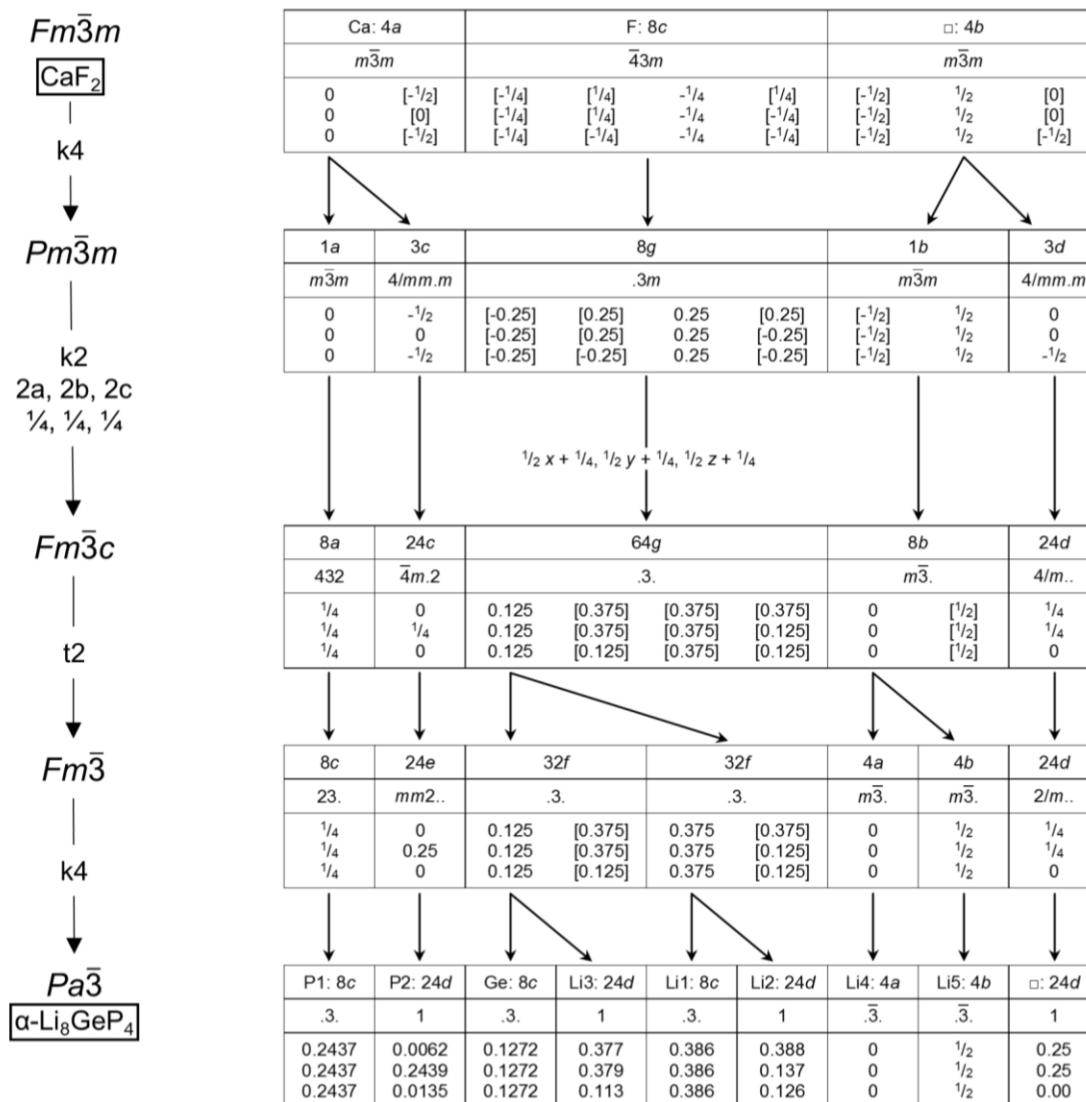 Fm3̅m
CaF₂
k4
Pm3̅m
k2
2a, 2b, 2c
¼, ¼, ¼
Fm3̅c
t2
Fm3̅
k4
Pa3̅
α-Li₈GeP₄
Ca: 4a F: 8c □: 4b
m3̅m 4̅3m m3̅m
0 [-1/2] [-1/4] [1/4] -1/4 [1/4] [-1/2] 1/2 [0]
0 [0] [-1/4] [1/4] -1/4 [-1/4] [-1/2] 1/2 [0]
0 [-1/2] [-1/4] [-1/4] -1/4 [-1/4] [-1/2] 1/2 [-1/2]
1a 3c 8g 1b 3d
m3̅m 4/mm.m .3m m3̅m 4/mm.m
0 -1/2 [-0.25] [0.25] 0.25 [0.25] [-1/2] 1/2 0
0 0 [-0.25] [0.25] 0.25 [-0.25] [-1/2] 1/2 0
0 -1/2 [-0.25] [-0.25] 0.25 [-0.25] [-1/2] 1/2 -1/2
1/2 x + 1/4, 1/2 y + 1/4, 1/2 z + 1/4
8a 24c 64g 8b 24d
432 4̅m.2 .3. m3̅. 4/m..
1/4 0 0.125 [0.375] [0.375] [0.375] 0 [1/2] 1/4
1/4 1/4 0.125 [0.375] [0.375] [0.125] 0 [1/2] 1/4
1/4 0 0.125 [0.125] [0.375] [0.125] 0 [1/2] 0
8c 24e 32f 32f 4a 4b 24d
23. mm2.. .3. .3. m3̅. m3̅. 2/m..
1/4 0 0.125 [0.375] 0.375 [0.375] 0 1/2 1/4
1/4 0.25 0.125 [0.375] 0.375 [0.125] 0 1/2 1/4
1/4 0 0.125 [0.125] 0.375 [0.125] 0 1/2 0
P1: 8c P2: 24d Ge: 8c Li3: 24d Li1: 8c Li2: 24d Li4: 4a Li5: 4b □: 24d
.3. 1 .3. 1 .3. 1 .3̅. .3̅. 1
0.2437 0.0062 0.1272 0.377 0.386 0.388 0 1/2 0.25
0.2437 0.2439 0.1272 0.379 0.386 0.137 0 1/2 0.25
0.2437 0.0135 0.1272 0.113 0.386 0.126 0 1/2 0.00